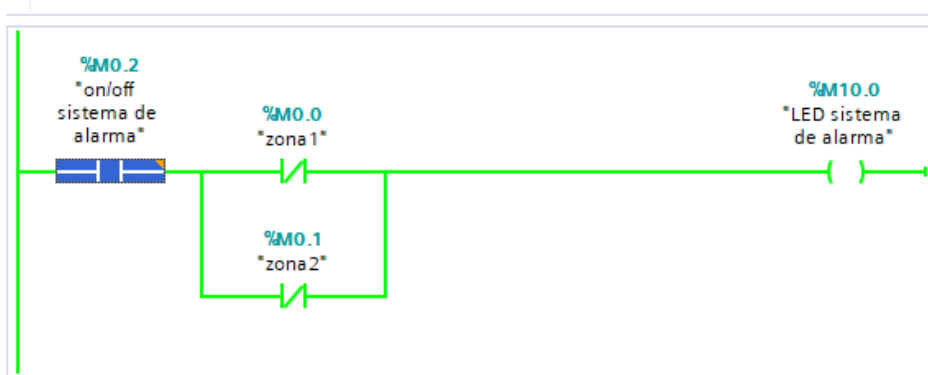 %M0.2
"on/off
sistema de
alarma"
%M0.0
"zona1"
%M10.0
"LED sistema
de alarma"
%M0.1
"zona2"